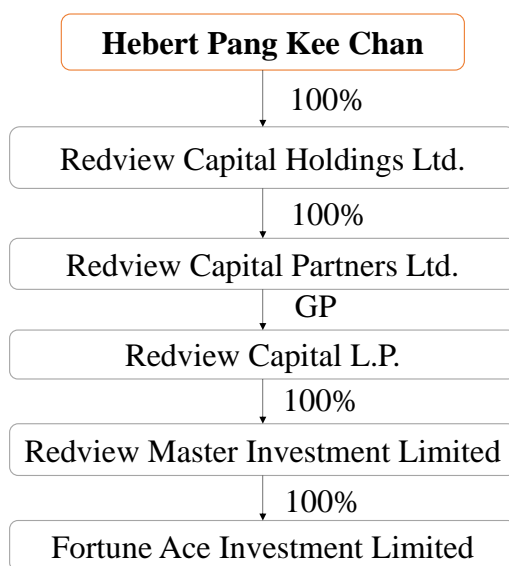 Hebert Pang Kee Chan
100%
Redview Capital Holdings Ltd.
100%
Redview Capital Partners Ltd.
GP
Redview Capital L.P.
100%
Redview Master Investment Limited
100%
Fortune Ace Investment Limited